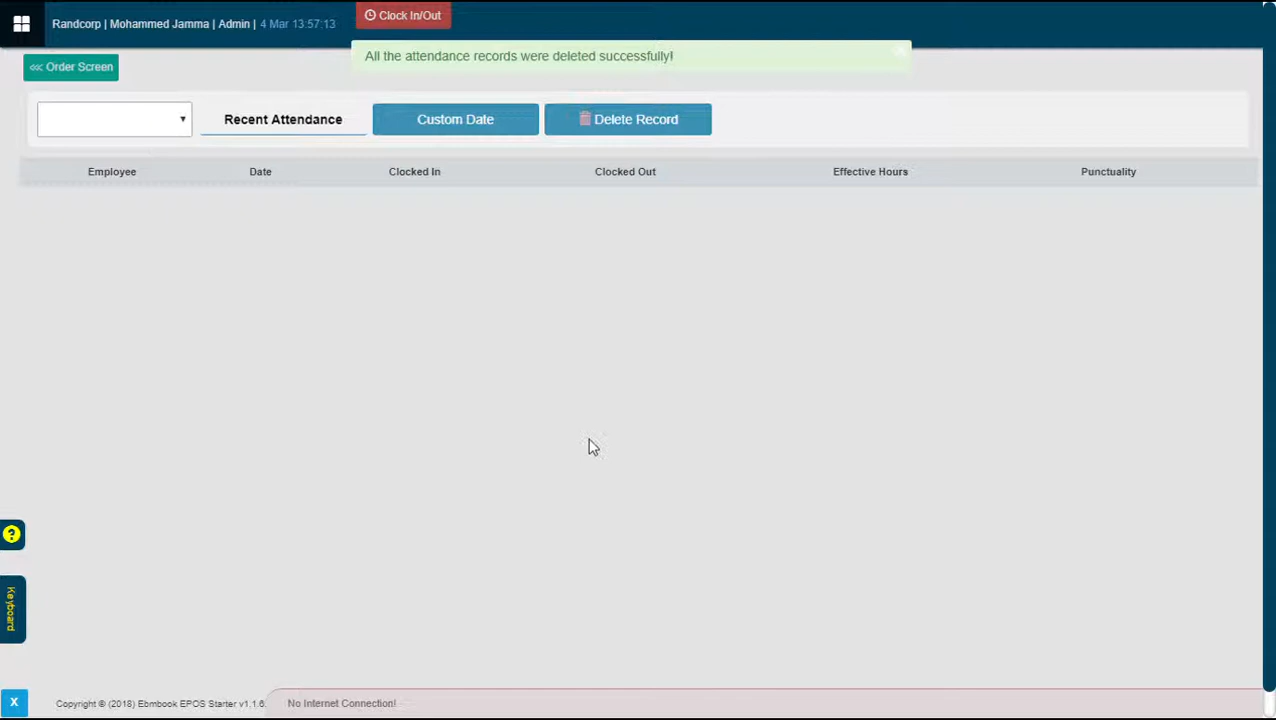 Randcorp | Mohammed Jamma | Admin | 4 Mar 13:57:13
Clock In/Out
All the attendance records were deleted successfully!
<<< Order Screen
Recent Attendance
Custom Date
Delete Record
Employee
Date
Clocked In
Clocked Out
Effective Hours
Punctuality
?
Keyboard
X
Copyright © (2018) Ebmbook EPOS Starter v1.1.6.
No Internet Connection!